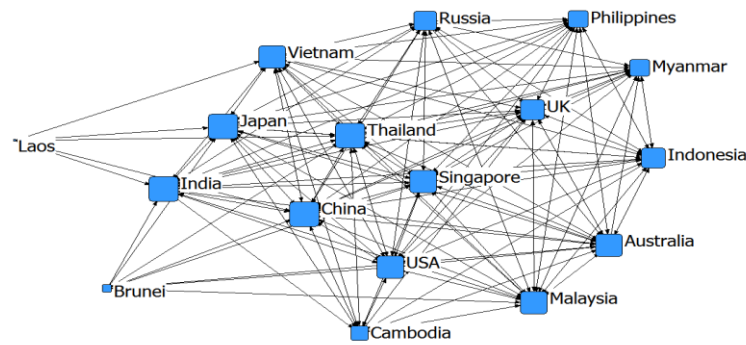 Russia
Philippines
Vietnam
Myanmar
UK
Japan
Thailand
Laos
Indonesia
Singapore
India
China
Australia
USA
Brunei
Malaysia
Cambodia